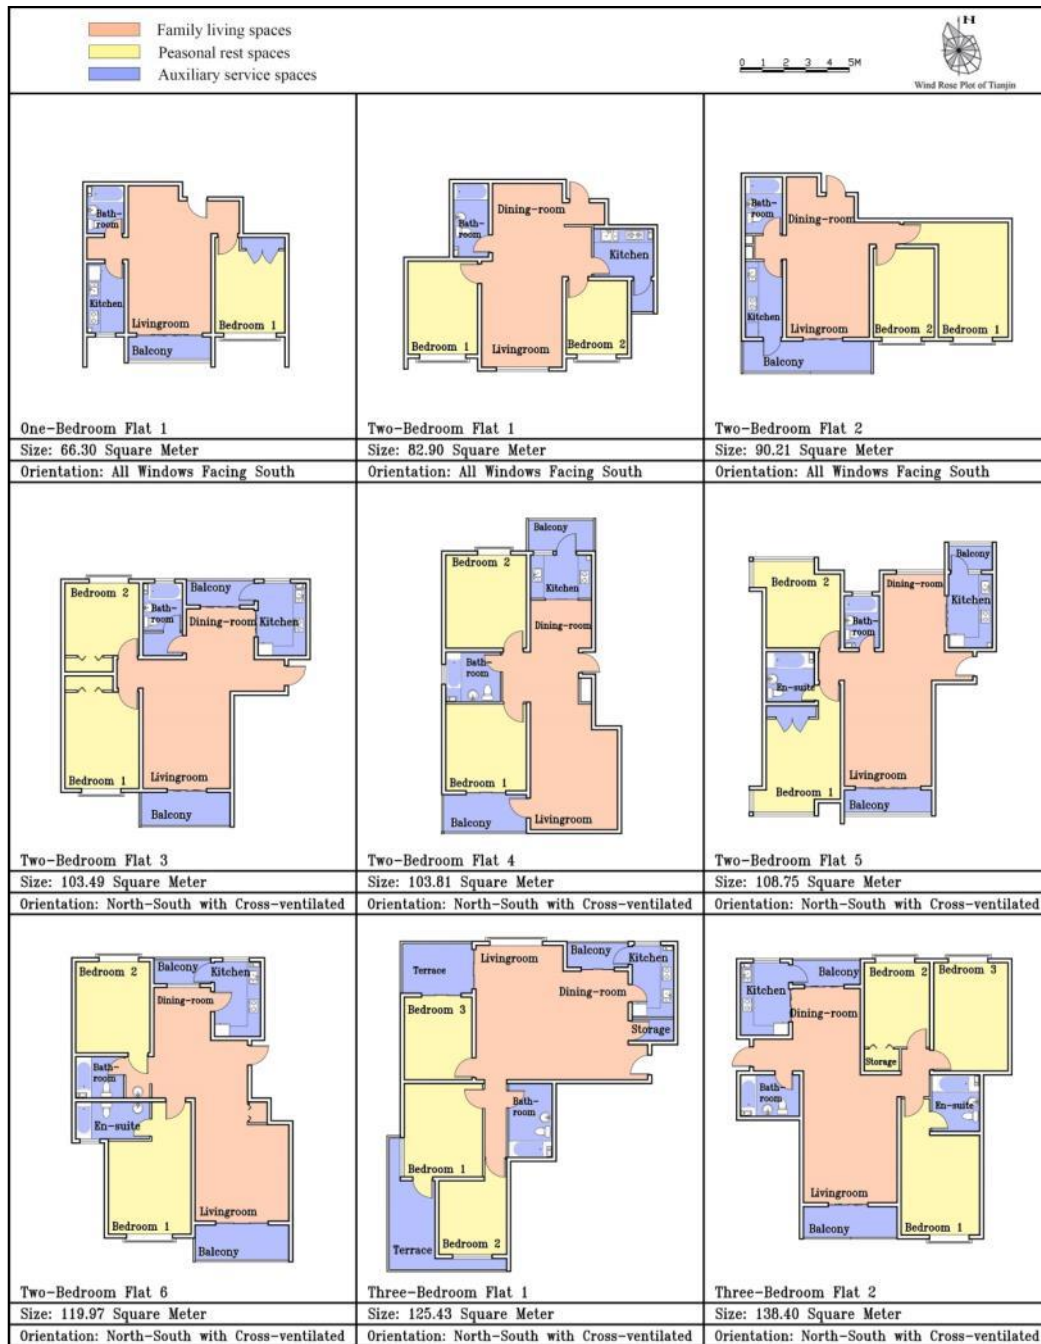 Family living spaces
Peasonal rest spaces
Auxiliary service spaces
0 1 2 3 4 5M
N
Wind Rose Plot of Tianjin
Bath-
room
Kitchen
Livingroom
Bedroom 1
Balcony
One-Bedroom Flat 1
Size: 66.30 Square Meter
Orientation: All Windows Facing South
Dining-room
Bath-
room
Kitchen
Bedroom 1
Livingroom
Bedroom 2
Two-Bedroom Flat 1
Size: 82.90 Square Meter
Orientation: All Windows Facing South
Bath-
room
Dining-room
Kitchen
Livingroom
Bedroom 2
Bedroom 1
Balcony
Two-Bedroom Flat 2
Size: 90.21 Square Meter
Orientation: All Windows Facing South
Bedroom 2
Balcony
Bath-
room
Dining-room
Kitchen
Bedroom 1
Livingroom
Balcony
Two-Bedroom Flat 3
Size: 103.49 Square Meter
Orientation: North-South with Cross-ventilated
Balcony
Bedroom 2
Kitchen
Dining-room
Bath-
room
Bedroom 1
Balcony
Livingroom
Two-Bedroom Flat 4
Size: 103.81 Square Meter
Orientation: North-South with Cross-ventilated
Balcony
Bedroom 2
Dining-room
Kitchen
Bath-
room
En-suite
Livingroom
Bedroom 1
Balcony
Two-Bedroom Flat 5
Size: 108.75 Square Meter
Orientation: North-South with Cross-ventilated
Bedroom 2
Balcony
Kitchen
Dining-room
Bath-
room
En-suite
Livingroom
Bedroom 1
Balcony
Two-Bedroom Flat 6
Size: 119.97 Square Meter
Orientation: North-South with Cross-ventilated
Terrace
Livingroom
Balcony
Kitchen
Dining-room
Bedroom 3
Storage
Bath-
room
Bedroom 1
Bedroom 2
Terrace
Three-Bedroom Flat 1
Size: 125.43 Square Meter
Orientation: North-South with Cross-ventilated
Kitchen
Balcony
Bedroom 2
Bedroom 3
Dining-room
Storage
Bath-
room
En-suite
Livingroom
Bedroom 1
Balcony
Three-Bedroom Flat 2
Size: 138.40 Square Meter
Orientation: North-South with Cross-ventilated